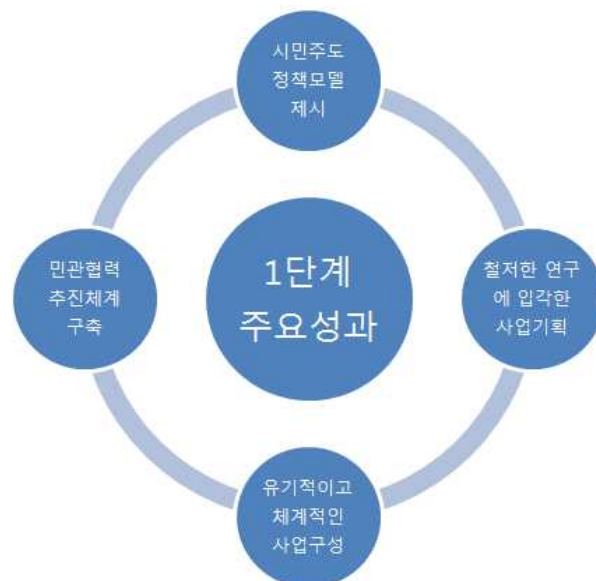 시민주도
정책모델
제시
민관협력
추진체계
구축
1단계
주요성과
철저한 연구
에 입각한
사업기획
유기적이고
체계적인
사업구성